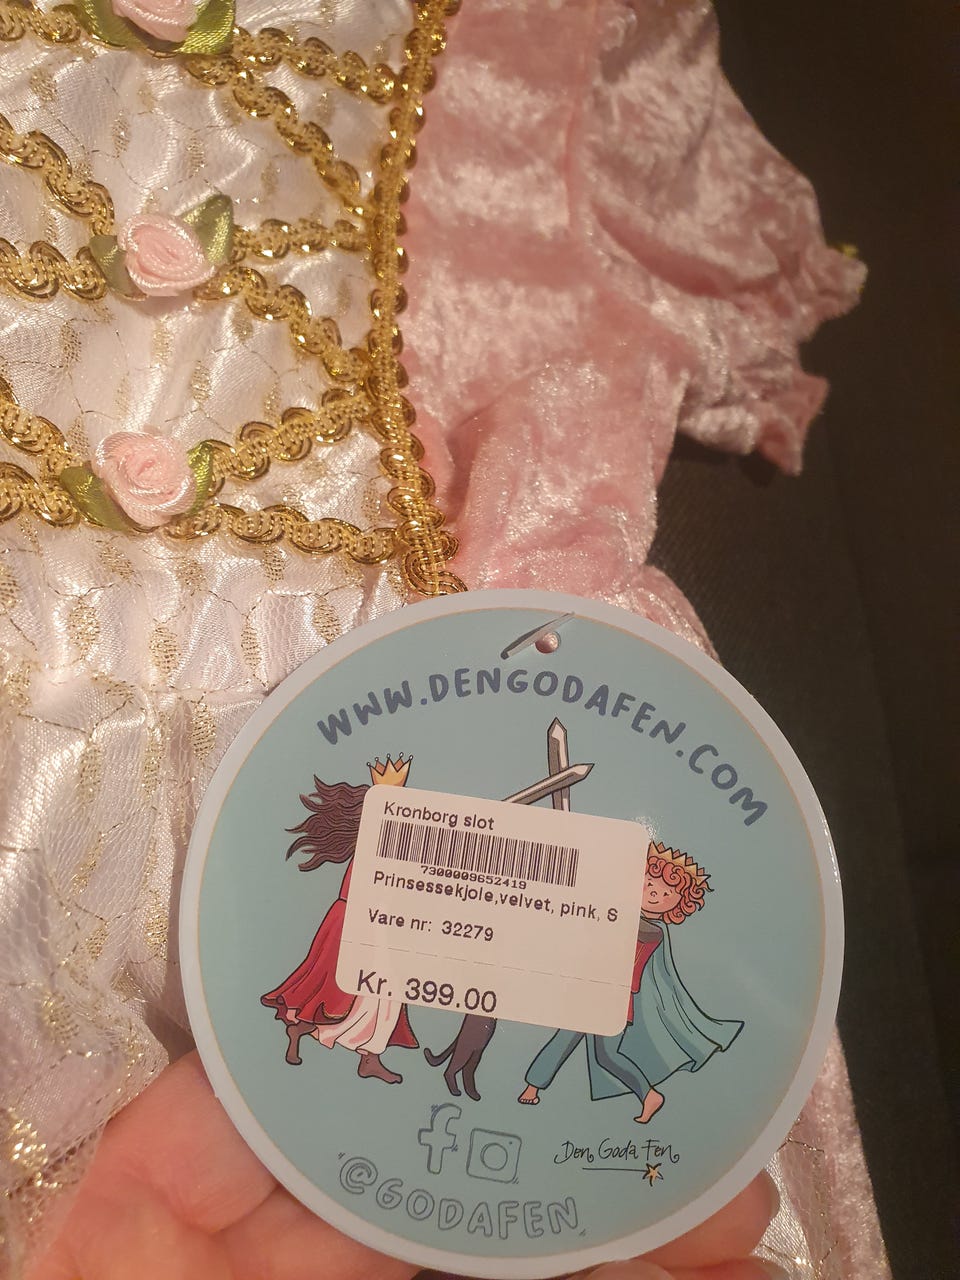 WWW.DENGODAFEN.COM
Kronborg slot
7300009652419
Prinsessekjole,velvet, pink, S
Vare nr: 32279
Kr. 399.00
Den Goda Fen
@GODAFEN